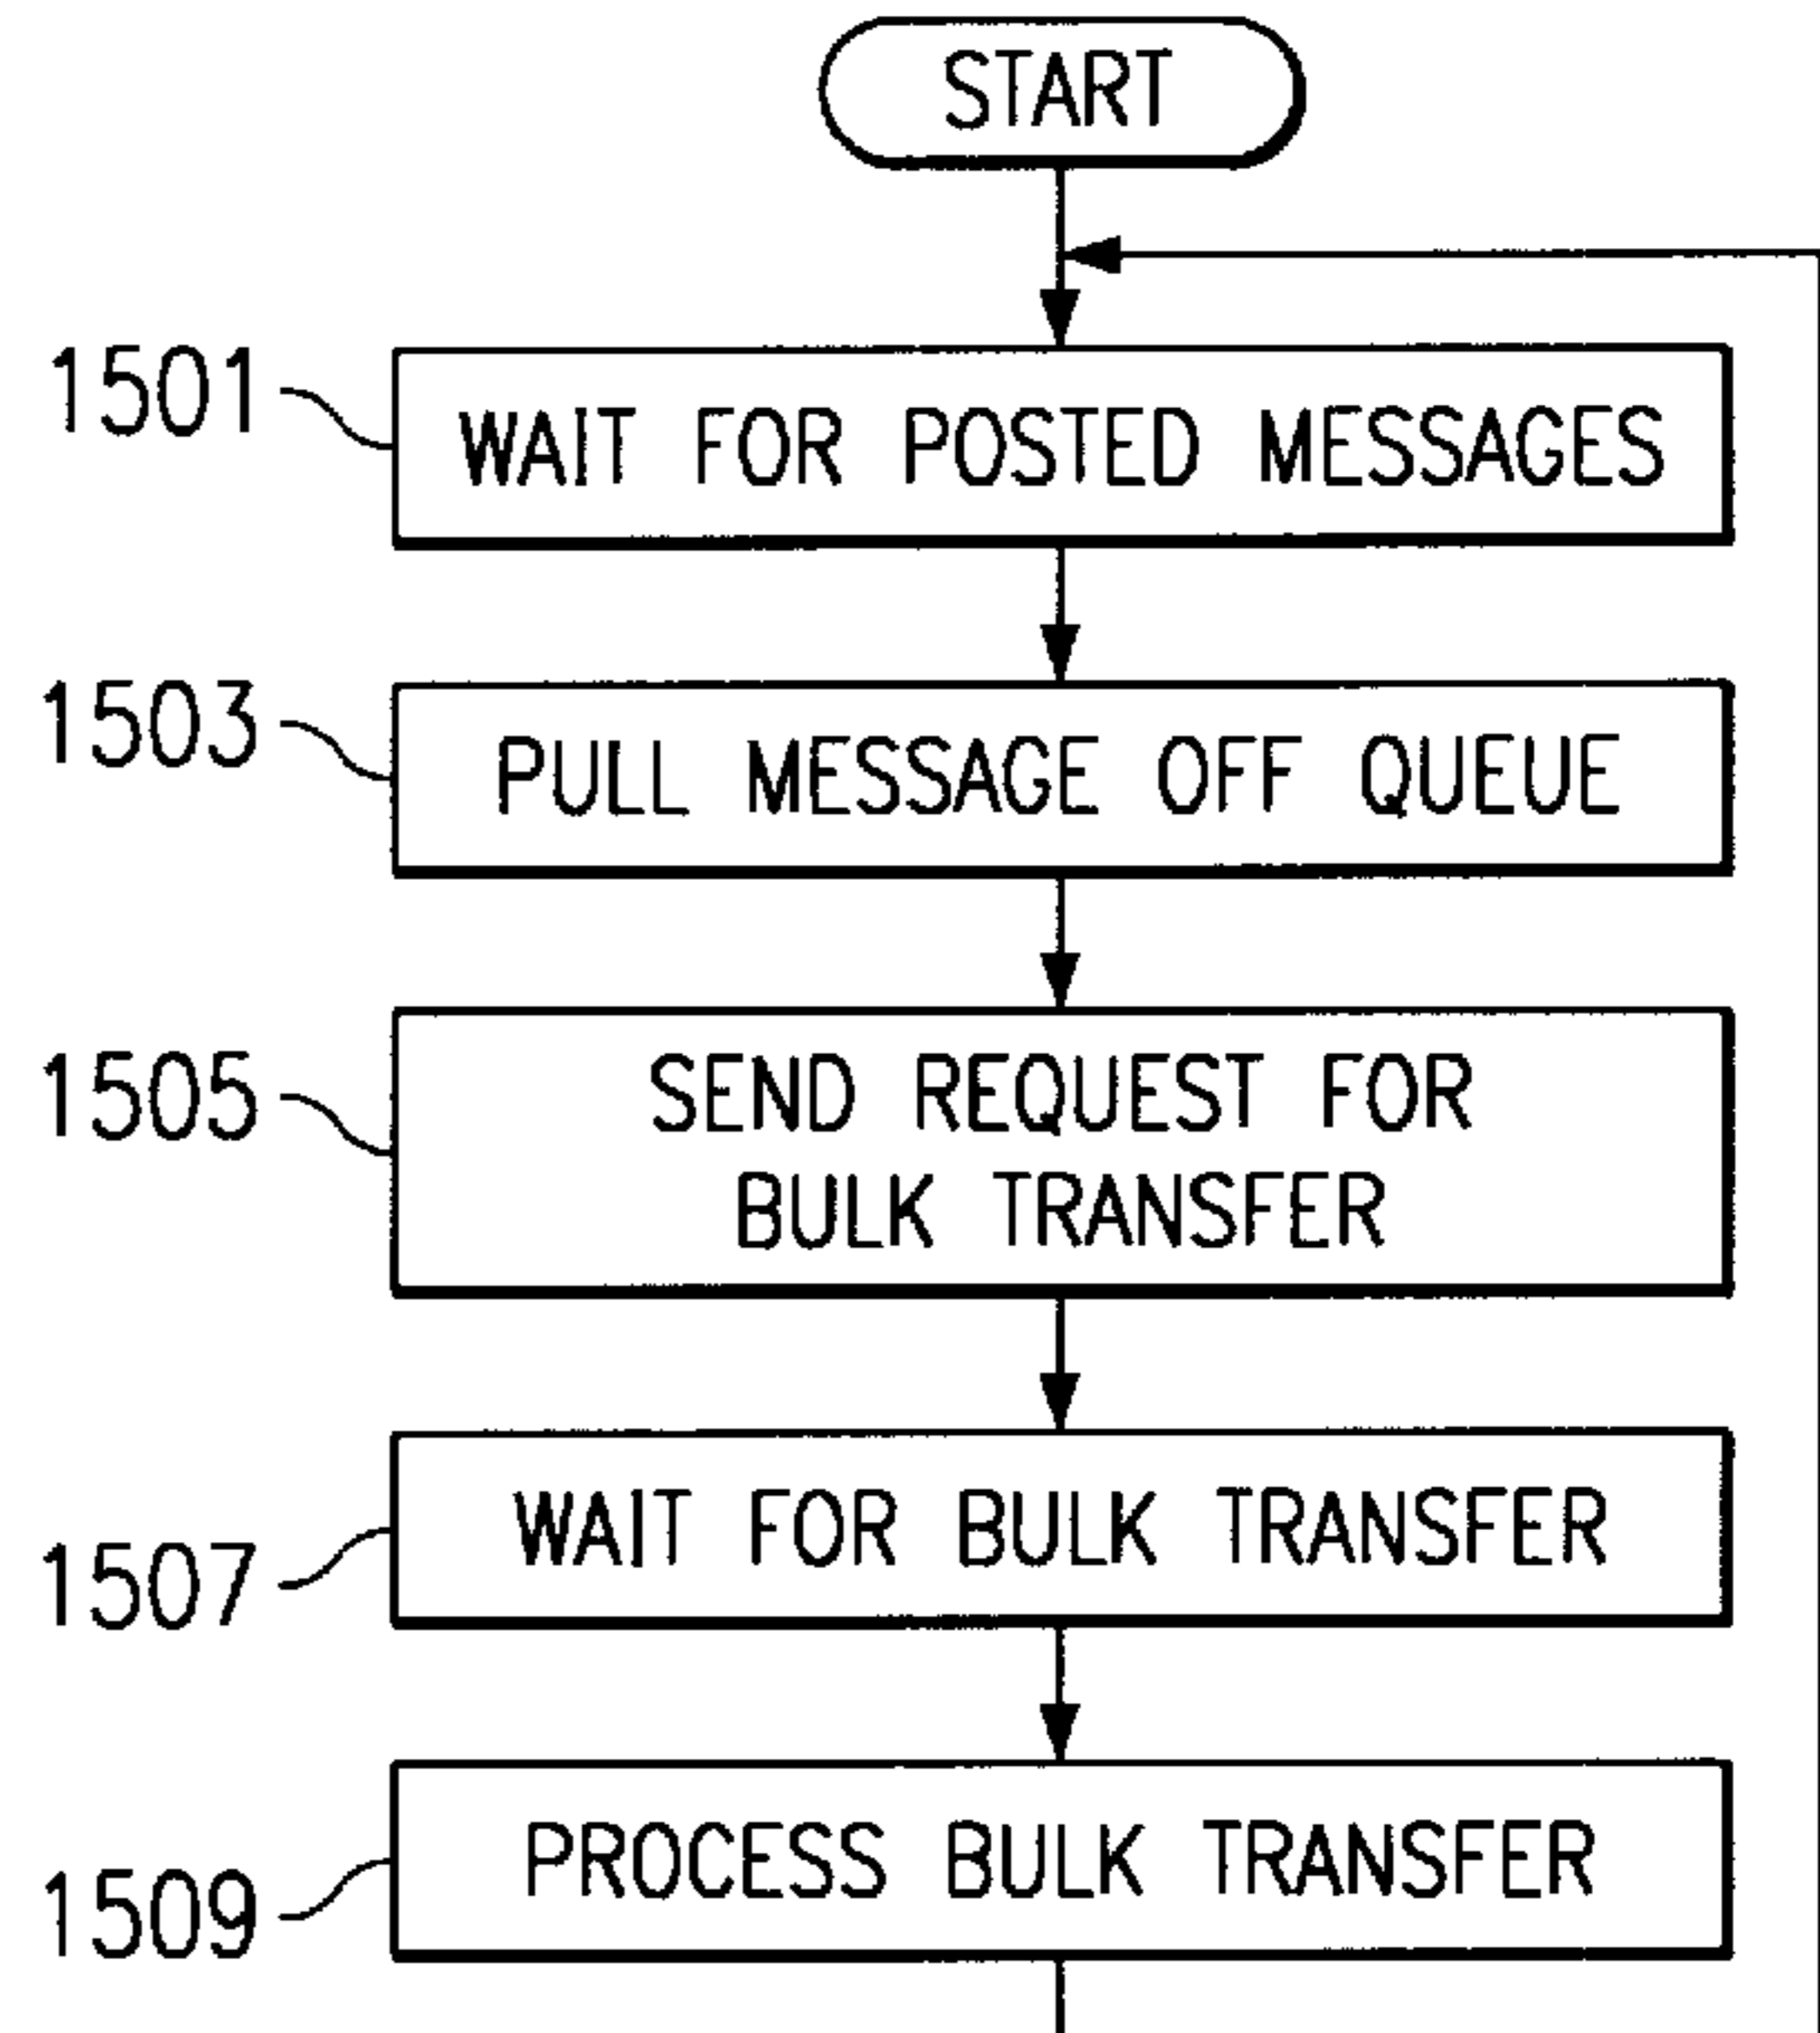 START
1501
WAIT FOR POSTED MESSAGES
1503
PULL MESSAGE OFF QUEUE
1505
SEND REQUEST FOR
BULK TRANSFER
1507
WAIT FOR BULK TRANSFER
1509
PROCESS BULK TRANSFER